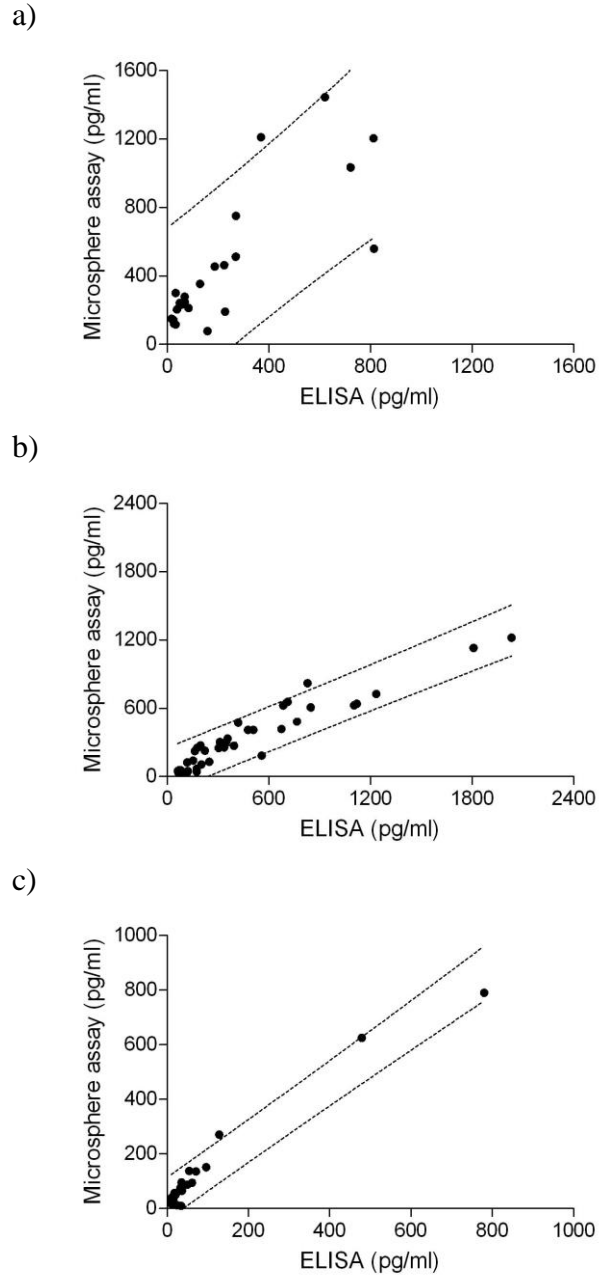 a)
1600
1200
800
400
0
Microsphere assay (pg/ml)
0 400 800 1200 1600
ELISA (pg/ml)
b)
2400
1800
1200
600
0
Microsphere assay (pg/ml)
0 600 1200 1800 2400
ELISA (pg/ml)
c)
1000
800
600
400
200
0
Microsphere assay (pg/ml)
0 200 400 600 800 1000
ELISA (pg/ml)